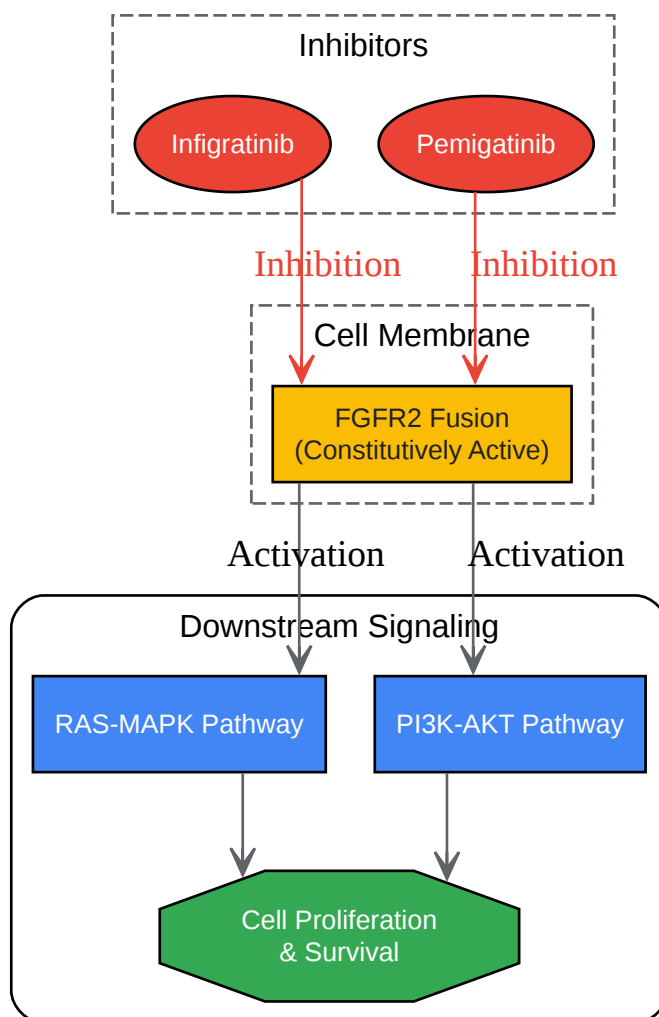 Inhibitors
Infigratinib
Pemigatinib
Inhibition
Inhibition
Cell Membrane
FGFR2 Fusion
(Constitutively Active)
Activation
Activation
Downstream Signaling
RAS-MAPK Pathway
PI3K-AKT Pathway
Cell Proliferation
& Survival